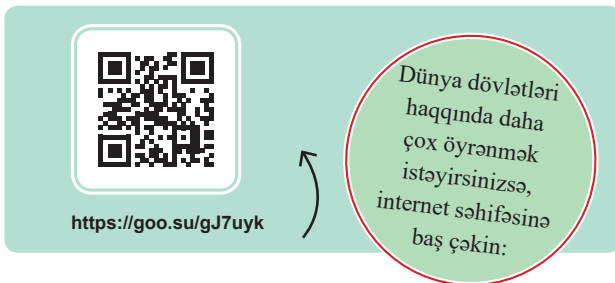 Dünya dövlətləri
haqqında daha
çox öyrənmək
istəyirsinizsə,
internet səhifəsinə
baş çəkin:
https://goo.su/gJ7uyk